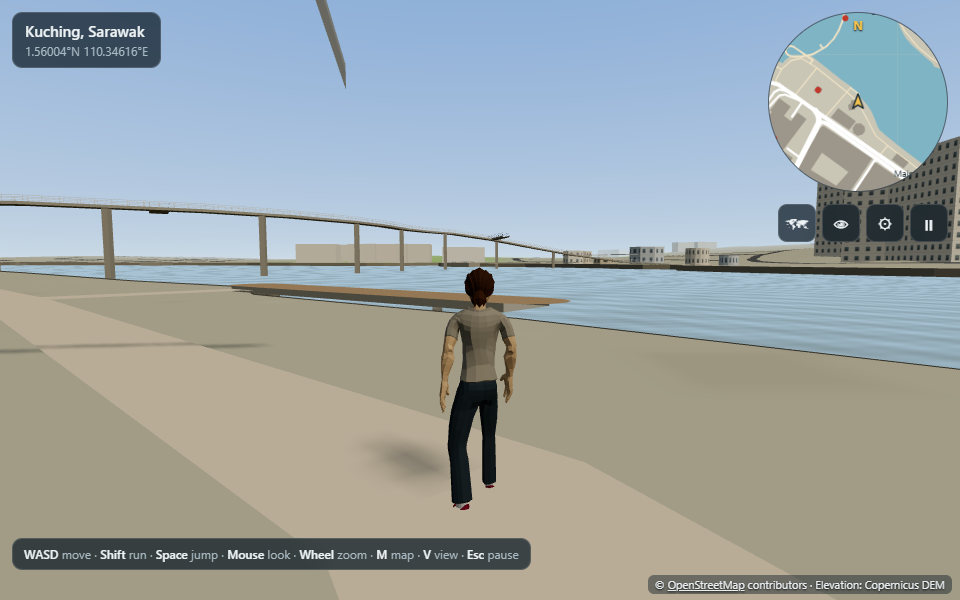 Kuching, Sarawak
1.56004°N 110.34616°E
N
WASD move · Shift run · Space jump · Mouse look · Wheel zoom · M map · V view · Esc pause
© OpenStreetMap contributors · Elevation: Copernicus DEM